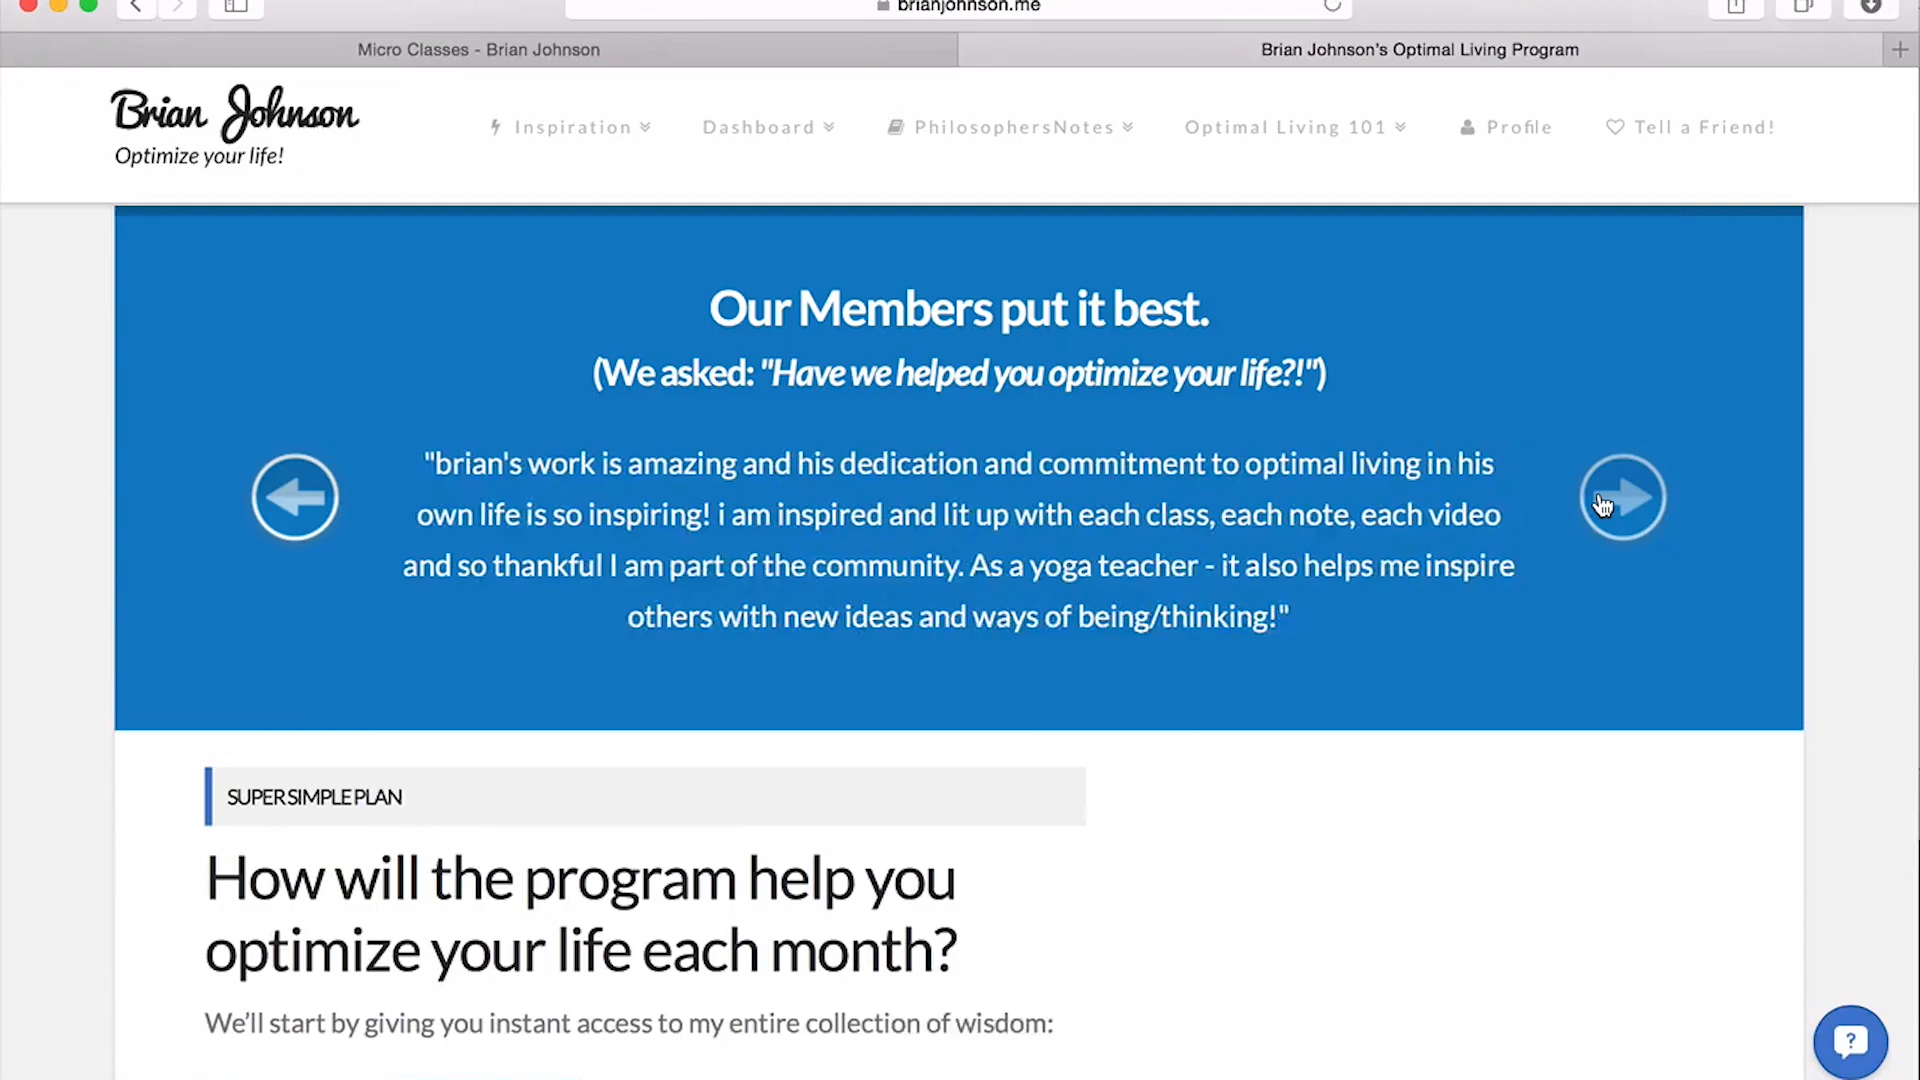 brianjohnson.me
Micro Classes - Brian Johnson
Brian Johnson's Optimal Living Program
Brian Johnson
Optimize your life!
Inspiration
Dashboard
PhilosophersNotes
Optimal Living 101
Profile
Tell a Friend!
Our Members put it best.
(We asked: "Have we helped you optimize your life?!")
"brian's work is amazing and his dedication and commitment to optimal living in his
own life is so inspiring! i am inspired and lit up with each class, each note, each video
and so thankful I am part of the community. As a yoga teacher - it also helps me inspire
others with new ideas and ways of being/thinking!"
SUPER SIMPLE PLAN
How will the program help you
optimize your life each month?
We'll start by giving you instant access to my entire collection of wisdom:
?